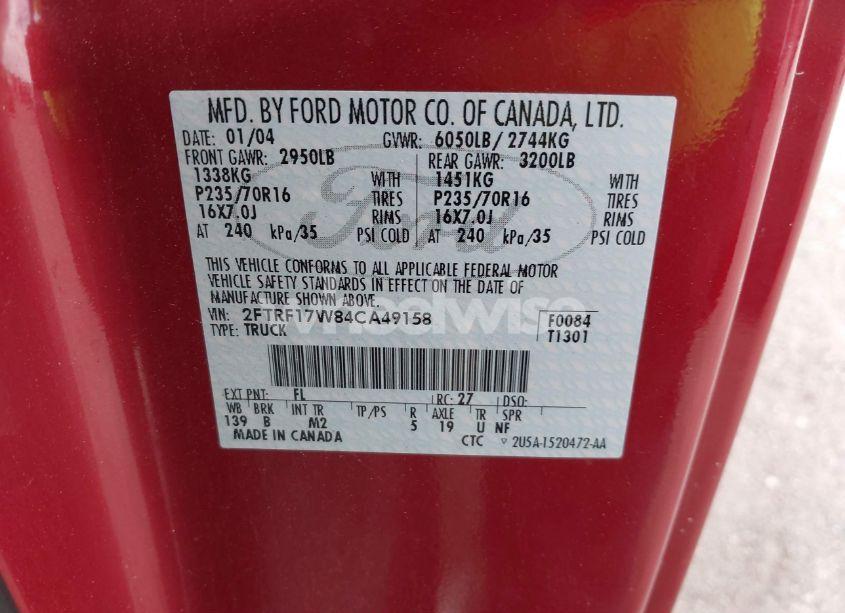 MFD. BY FORD MOTOR CO. OF CANADA, LTD.
DATE: 01/04 GVWR: 6050LB/ 2744KG
FRONT GAWR: 2950LB REAR GAWR: 3200LB
1338KG WITH 1451KG WITH
P235/70R16 TIRES P235/70R16 TIRES
16X7.0J RIMS 16X7.0J RIMS
AT 240 kPa/35 PSI COLD AT 240 kPa/35 PSI COLD
Ford
THIS VEHICLE CONFORMS TO ALL APPLICABLE FEDERAL MOTOR
VEHICLE SAFETY STANDARDS IN EFFECT ON THE DATE OF
MANUFACTURE SHOWN ABOVE.
wheelwise
VIN: 2FTRF17W84CA49158 F0084
TYPE: TRUCK T1301
EXT PNT: FL RC: 27 DSO:
WB BRK INT TR TP/PS R AXLE TR SPR
139 B M2 5 19 U NF
MADE IN CANADA CTC ▽ 2U5A-1520472-AA